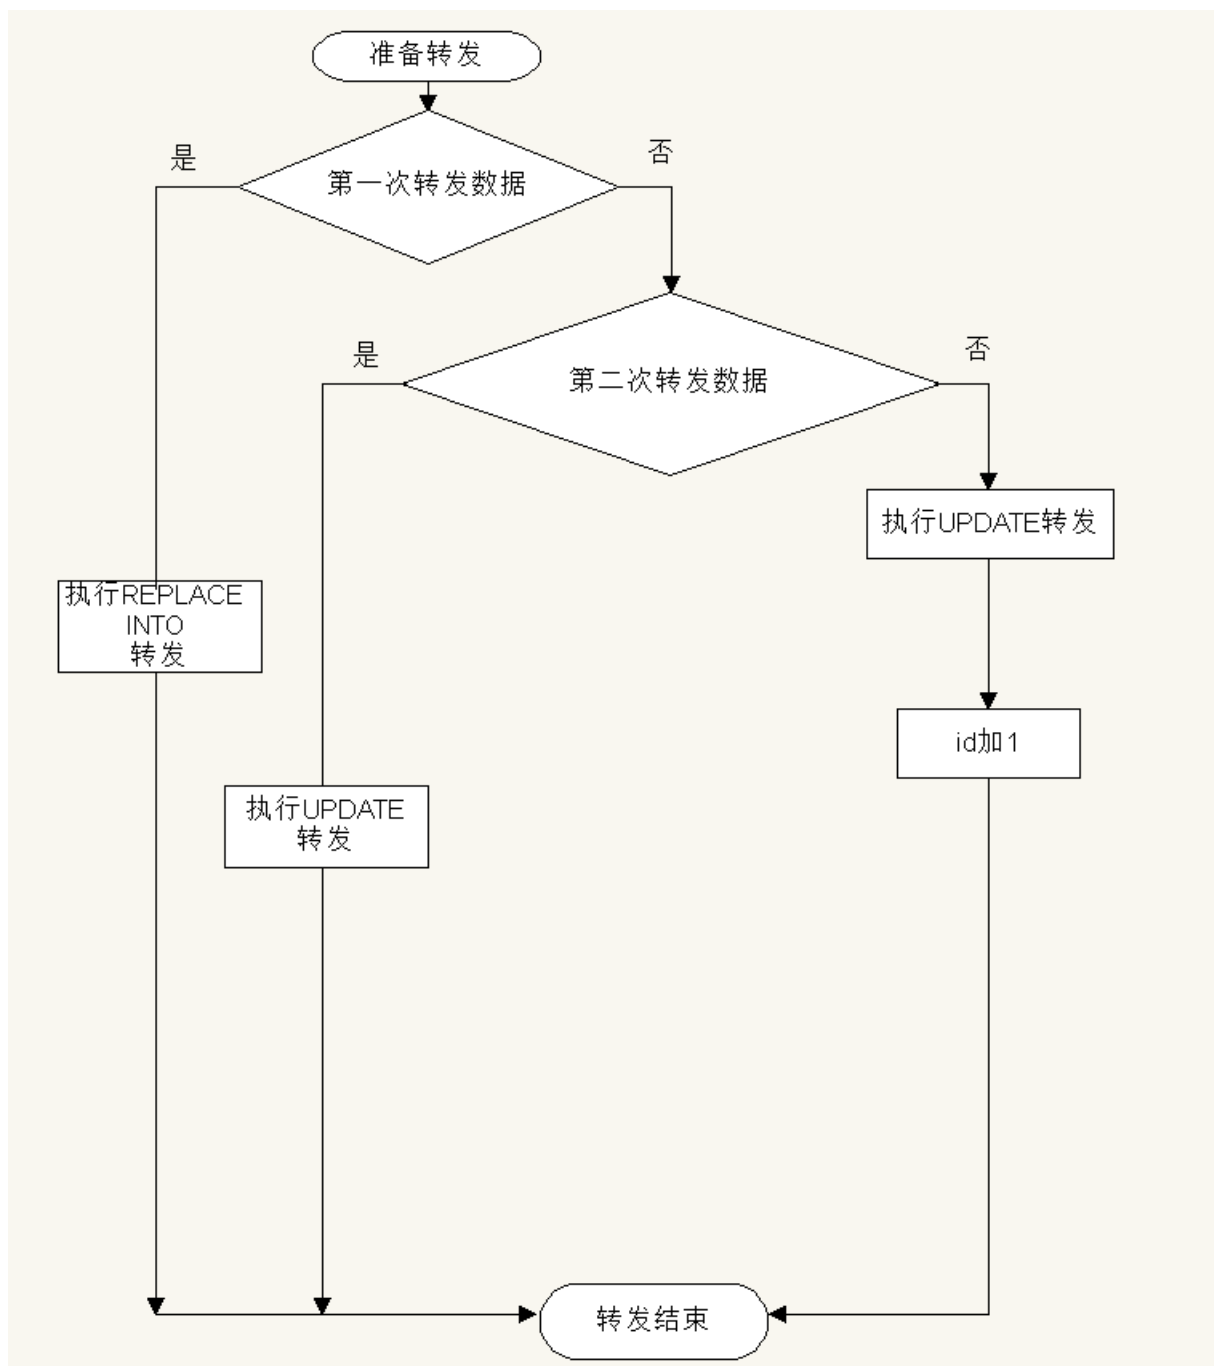 准备转发
是
否
第一次转发数据
是
否
第二次转发数据
执行UPDATE转发
执行REPLACE
INTO
转发
id加1
执行UPDATE
转发
转发结束